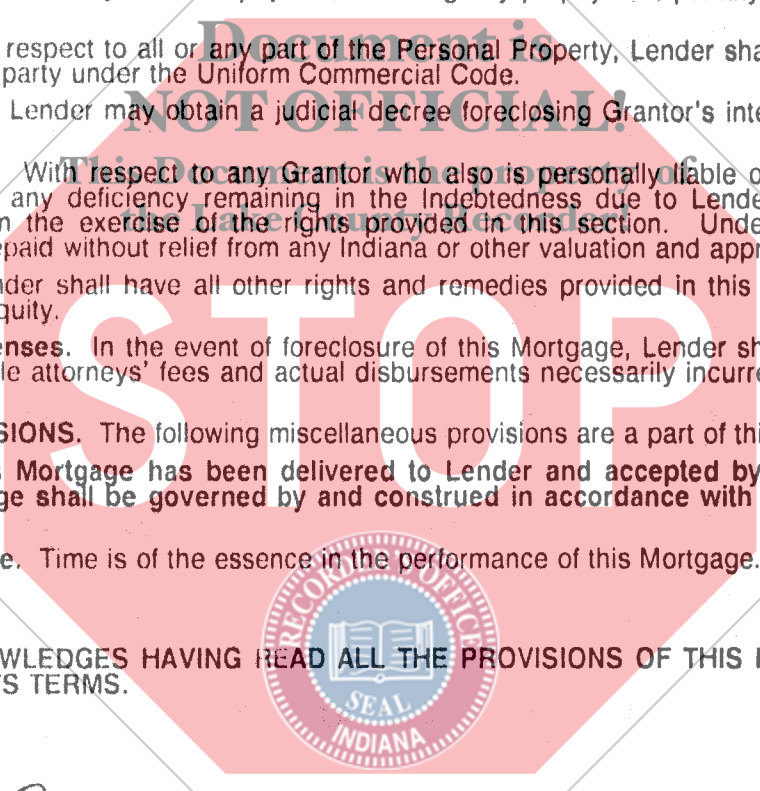 Document is
respect to all or any part of the Personal Property, Lender sha
party under the Uniform Commercial Code.
NOT OFFICIAL!
Lender may obtain a judicial decree foreclosing Grantor's inte
This Document is the property of
With respect to any Grantor who also is personally liable o
any deficiency remaining in the Indebtedness due to Lende
the Lake County Recorder!
n the exercise of the rights provided in this section. Unde
epaid without relief from any Indiana or other valuation and appr
nder shall have all other rights and remedies provided in this
quity.
enses. In the event of foreclosure of this Mortgage, Lender sh
le attorneys' fees and actual disbursements necessarily incurre
STOP
SIONS. The following miscellaneous provisions are a part of thi
s Mortgage has been delivered to Lender and accepted by
ge shall be governed by and construed in accordance with
e. Time is of the essence in the performance of this Mortgage.
RECORDER'S OFFICE
WLEDGES HAVING READ ALL THE PROVISIONS OF THIS
'S TERMS.
SEAL
INDIANA